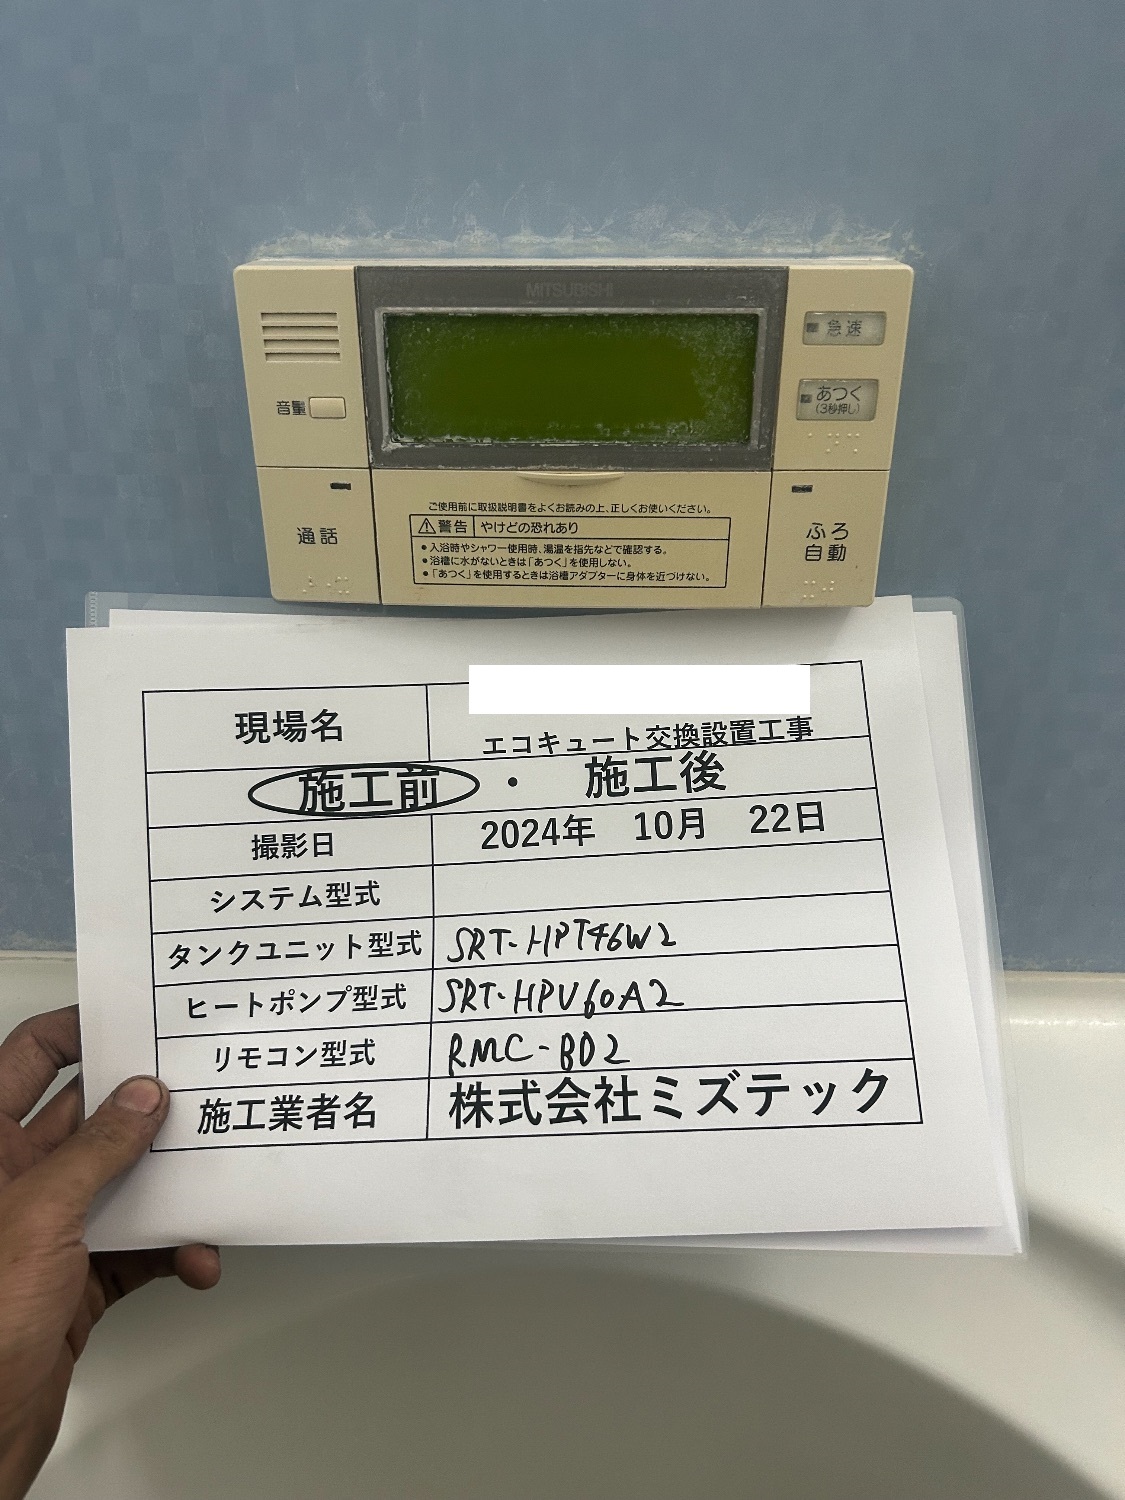 MITSUBISHI
急速
あつく
(3秒押し)
音量
通話
ふろ
自動
ご使用前に取扱説明書をよくお読みの上、正しくお使いください。
⚠警告 やけどの恐れあり
●入浴時やシャワー使用時、湯温を指先などで確認する。
●浴槽に水がないときは「あつく」を使用しない。
●「あつく」を使用するときは浴槽アダプターに身体を近づけない。
現場名 エコキュート交換設置工事
施工前 ・ 施工後
撮影日 2024年 10月 22日
システム型式
タンクユニット型式 SRT-HPT46W2
ヒートポンプ型式 SRT-HPV60A2
リモコン型式 RMC-BD2
施工業者名 株式会社ミズテック